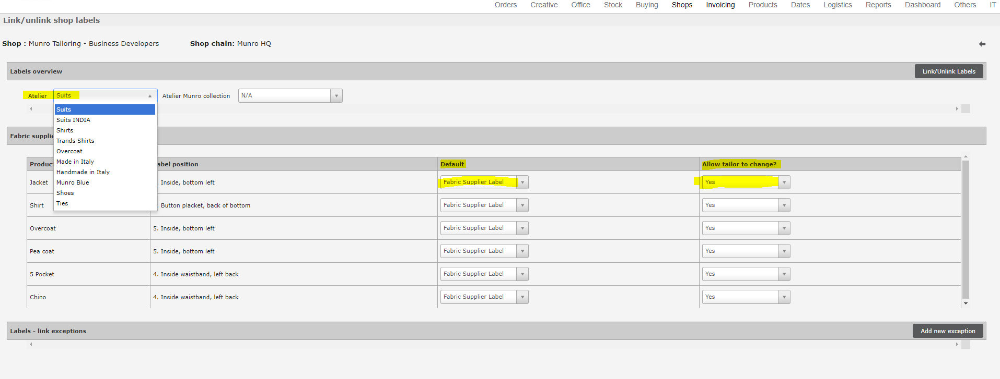 Orders Creative Office Stock Buying Shops Invoicing Products Dates Logistics Reports Dashboard Others IT
Link/unlink shop labels
Shop : Munro Tailoring - Business Developers Shop chain: Munro HQ
Labels overview Link/Unlink Labels
Atelier Suits Atelier Munro collection N/A
Suits
Suits INDIA
Shirts
Trands Shirts
Overcoat
Made in Italy
Handmade in Italy
Munro Blue
Shoes
Ties
Fabric
Product position Default Allow tailor to change?
Jacket Inside, bottom left Fabric Supplier Label Yes
Shirt Button placket, back of bottom Fabric Supplier Label Yes
Overcoat 5. Inside, bottom left Fabric Supplier Label Yes
Pea coat 5. Inside, bottom left Fabric Supplier Label Yes
5 Pocket 4. Inside waistband, left back Fabric Supplier Label Yes
Chino 4. Inside waistband, left back Fabric Supplier Label Yes
Labels - link exceptions Add new exception